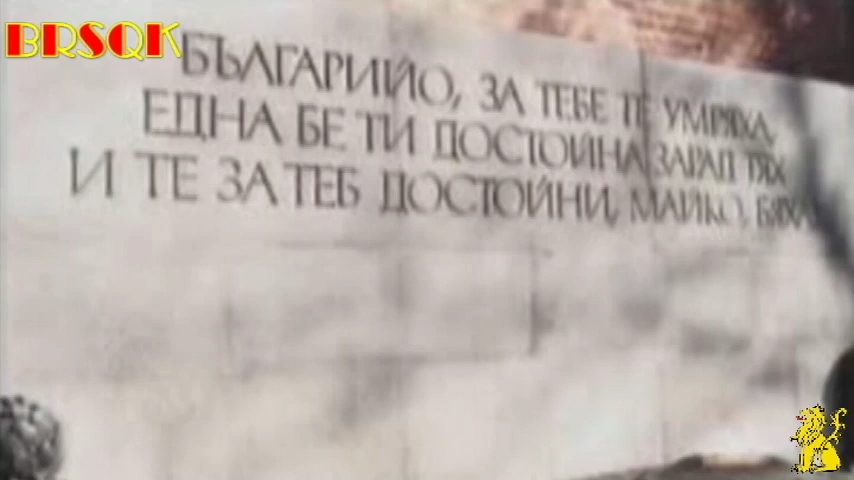 BRSQK
БЪЛГАРИЙО, ЗА ТЕБЕ ТЕ УМРЯХА,
ЕДНА БЕ ТИ ДОСТОЙНА ЗАРАД ТЯХ
И ТЕ ЗА ТЕБ ДОСТОЙНИ, МАЙКО, БЯХА